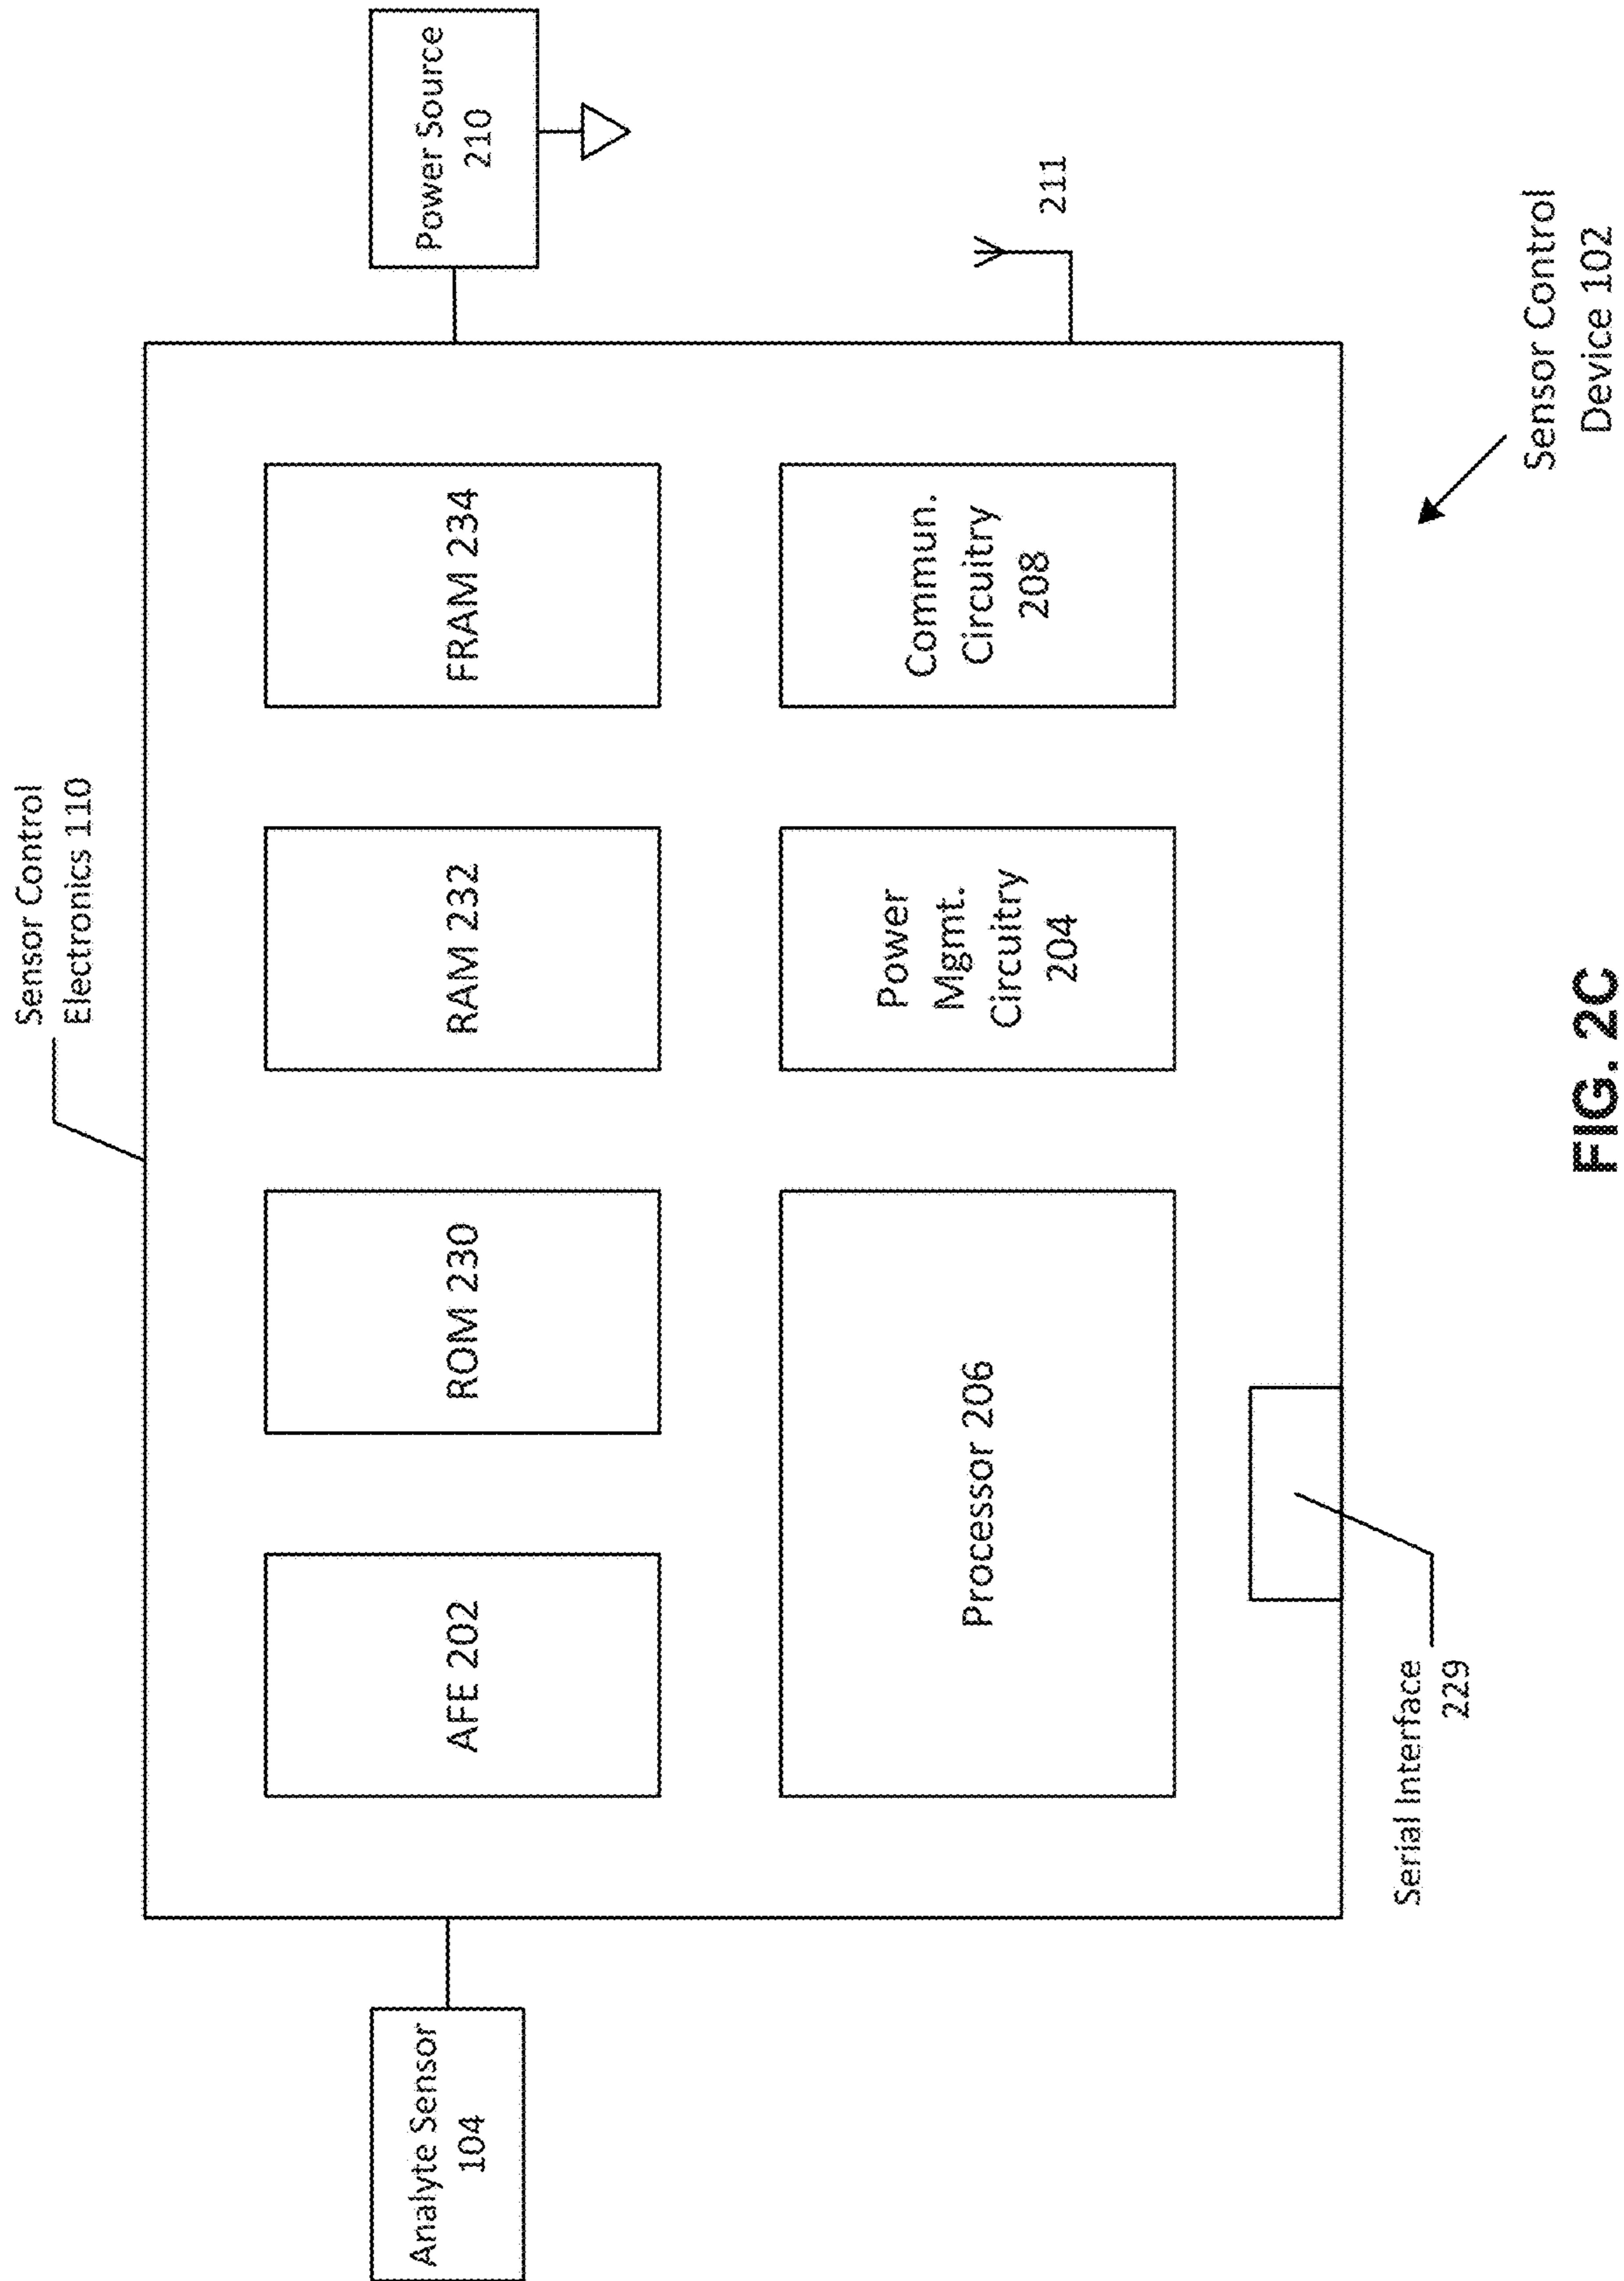 Sensor Control
Electronics 110
Analyte Sensor
104
AFE 202
ROM 230
RAM 232
FRAM 234
Power Source
210
Processor 206
Power
Mgmt.
Circuitry
204
Commun.
Circuitry
208
211
Serial Interface
229
Sensor Control
Device 102
FIG. 2C